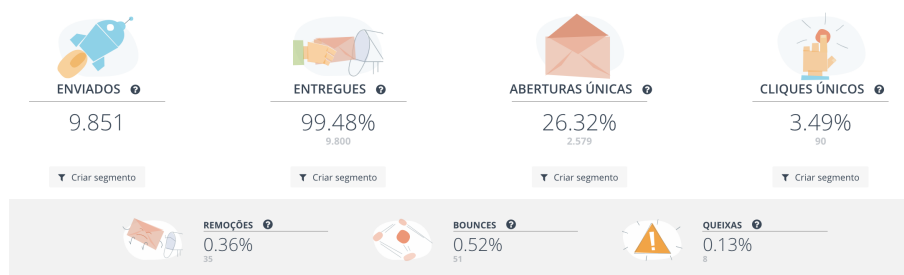 ENVIADOS ?
9.851
Criar segmento
ENTREGUES ?
99.48%
9.800
Criar segmento
ABERTURAS ÚNICAS ?
26.32%
2.579
Criar segmento
CLIQUES ÚNICOS ?
3.49%
90
Criar segmento
REMOÇÕES ?
0.36%
35
BOUNCES ?
0.52%
51
!
QUEIXAS ?
0.13%
8